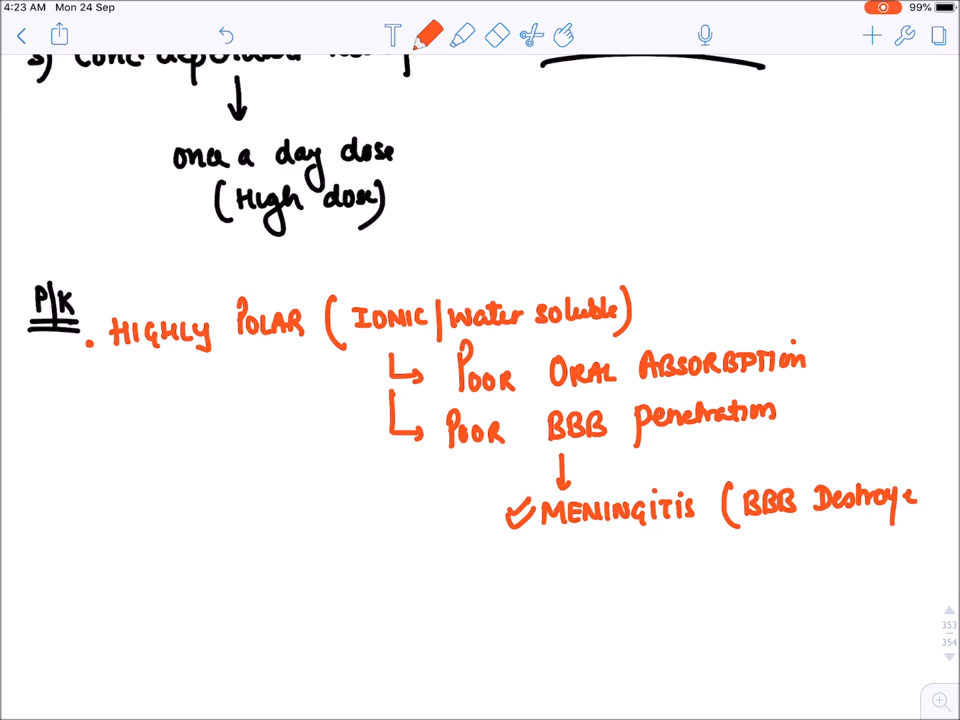 4:23 AM Mon 24 Sep
99%
T
once a day dose
(High dose)
P|K
. HIGHLY POLAR (IONIC|Water soluble)
POOR ORAL ABSORBPTION
POOR BBB penetration
MENINGITIS (BBB Destroye
353
354